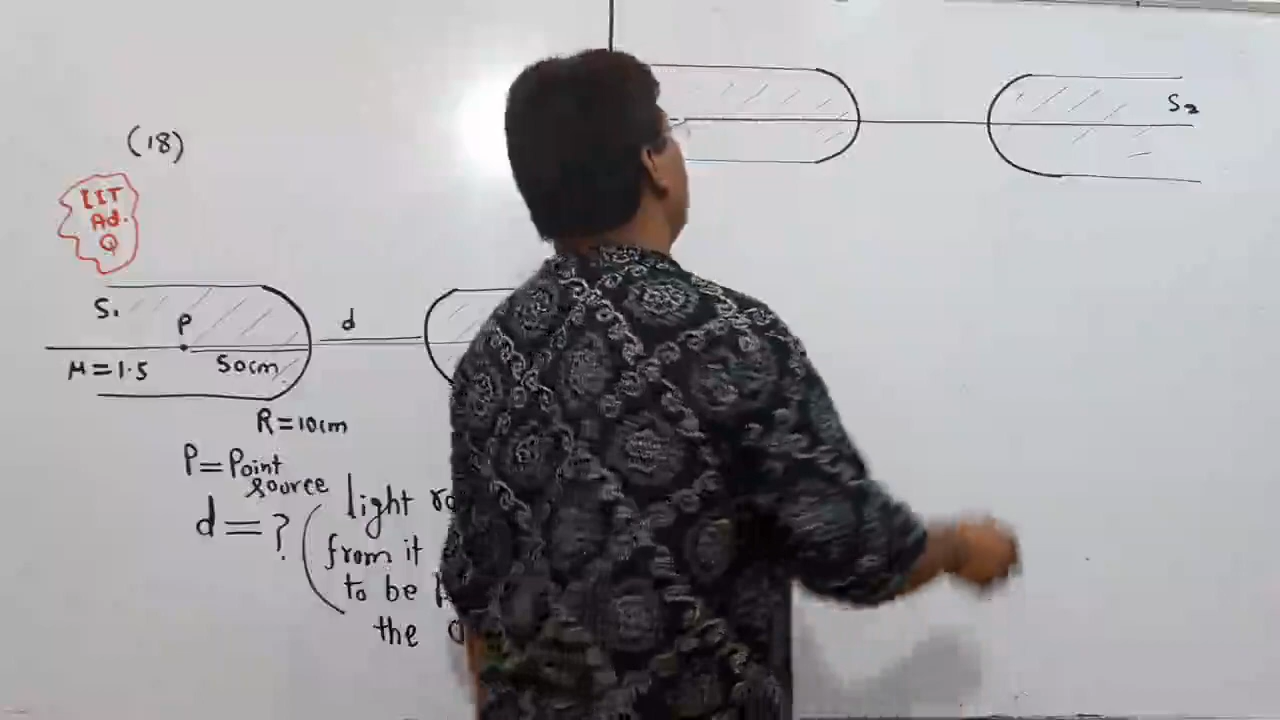 (18)
IIT
Ad.
Q
S₁
P
d
μ = 1.5
50cm
R = 10cm
P = Point
source
d = ? ( light
from it
to be
the
S₂